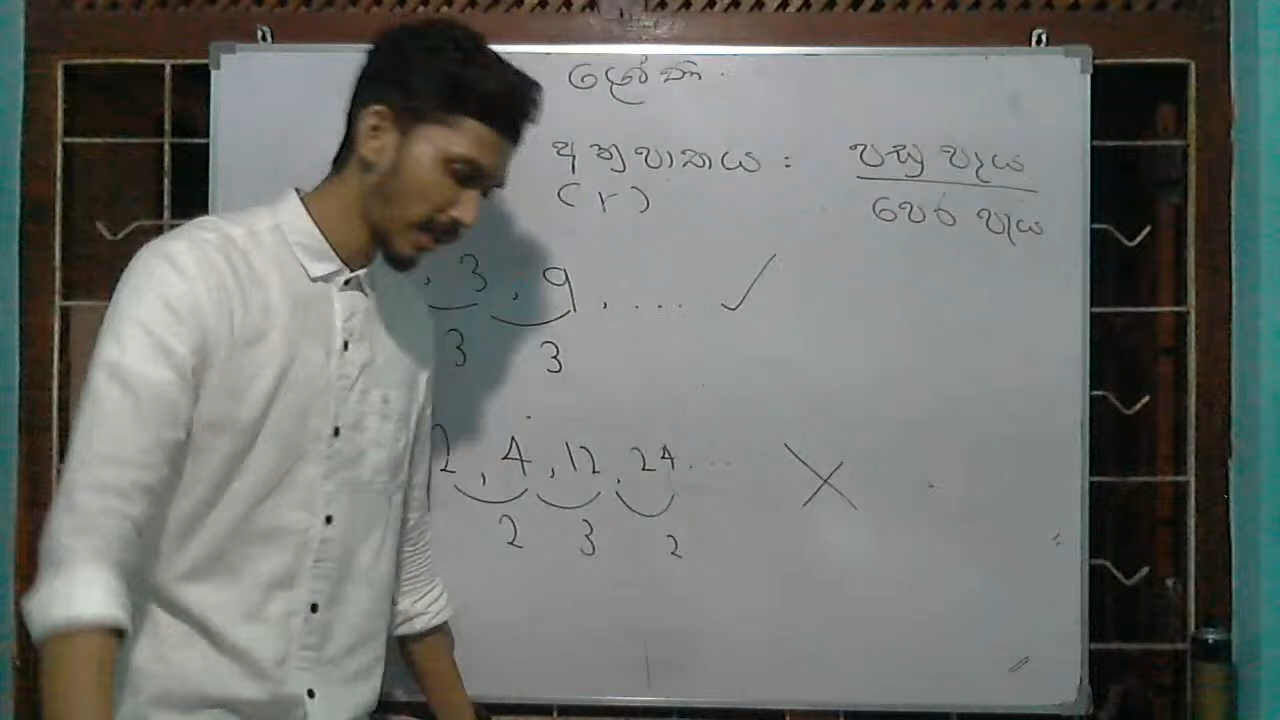 අනුපාතය : පසු පදය
(r) පෙර පදය
, 3 , 9 , .... ✓
3 3
2 , 4 , 12 , 24 . ... ✗
2 3 2